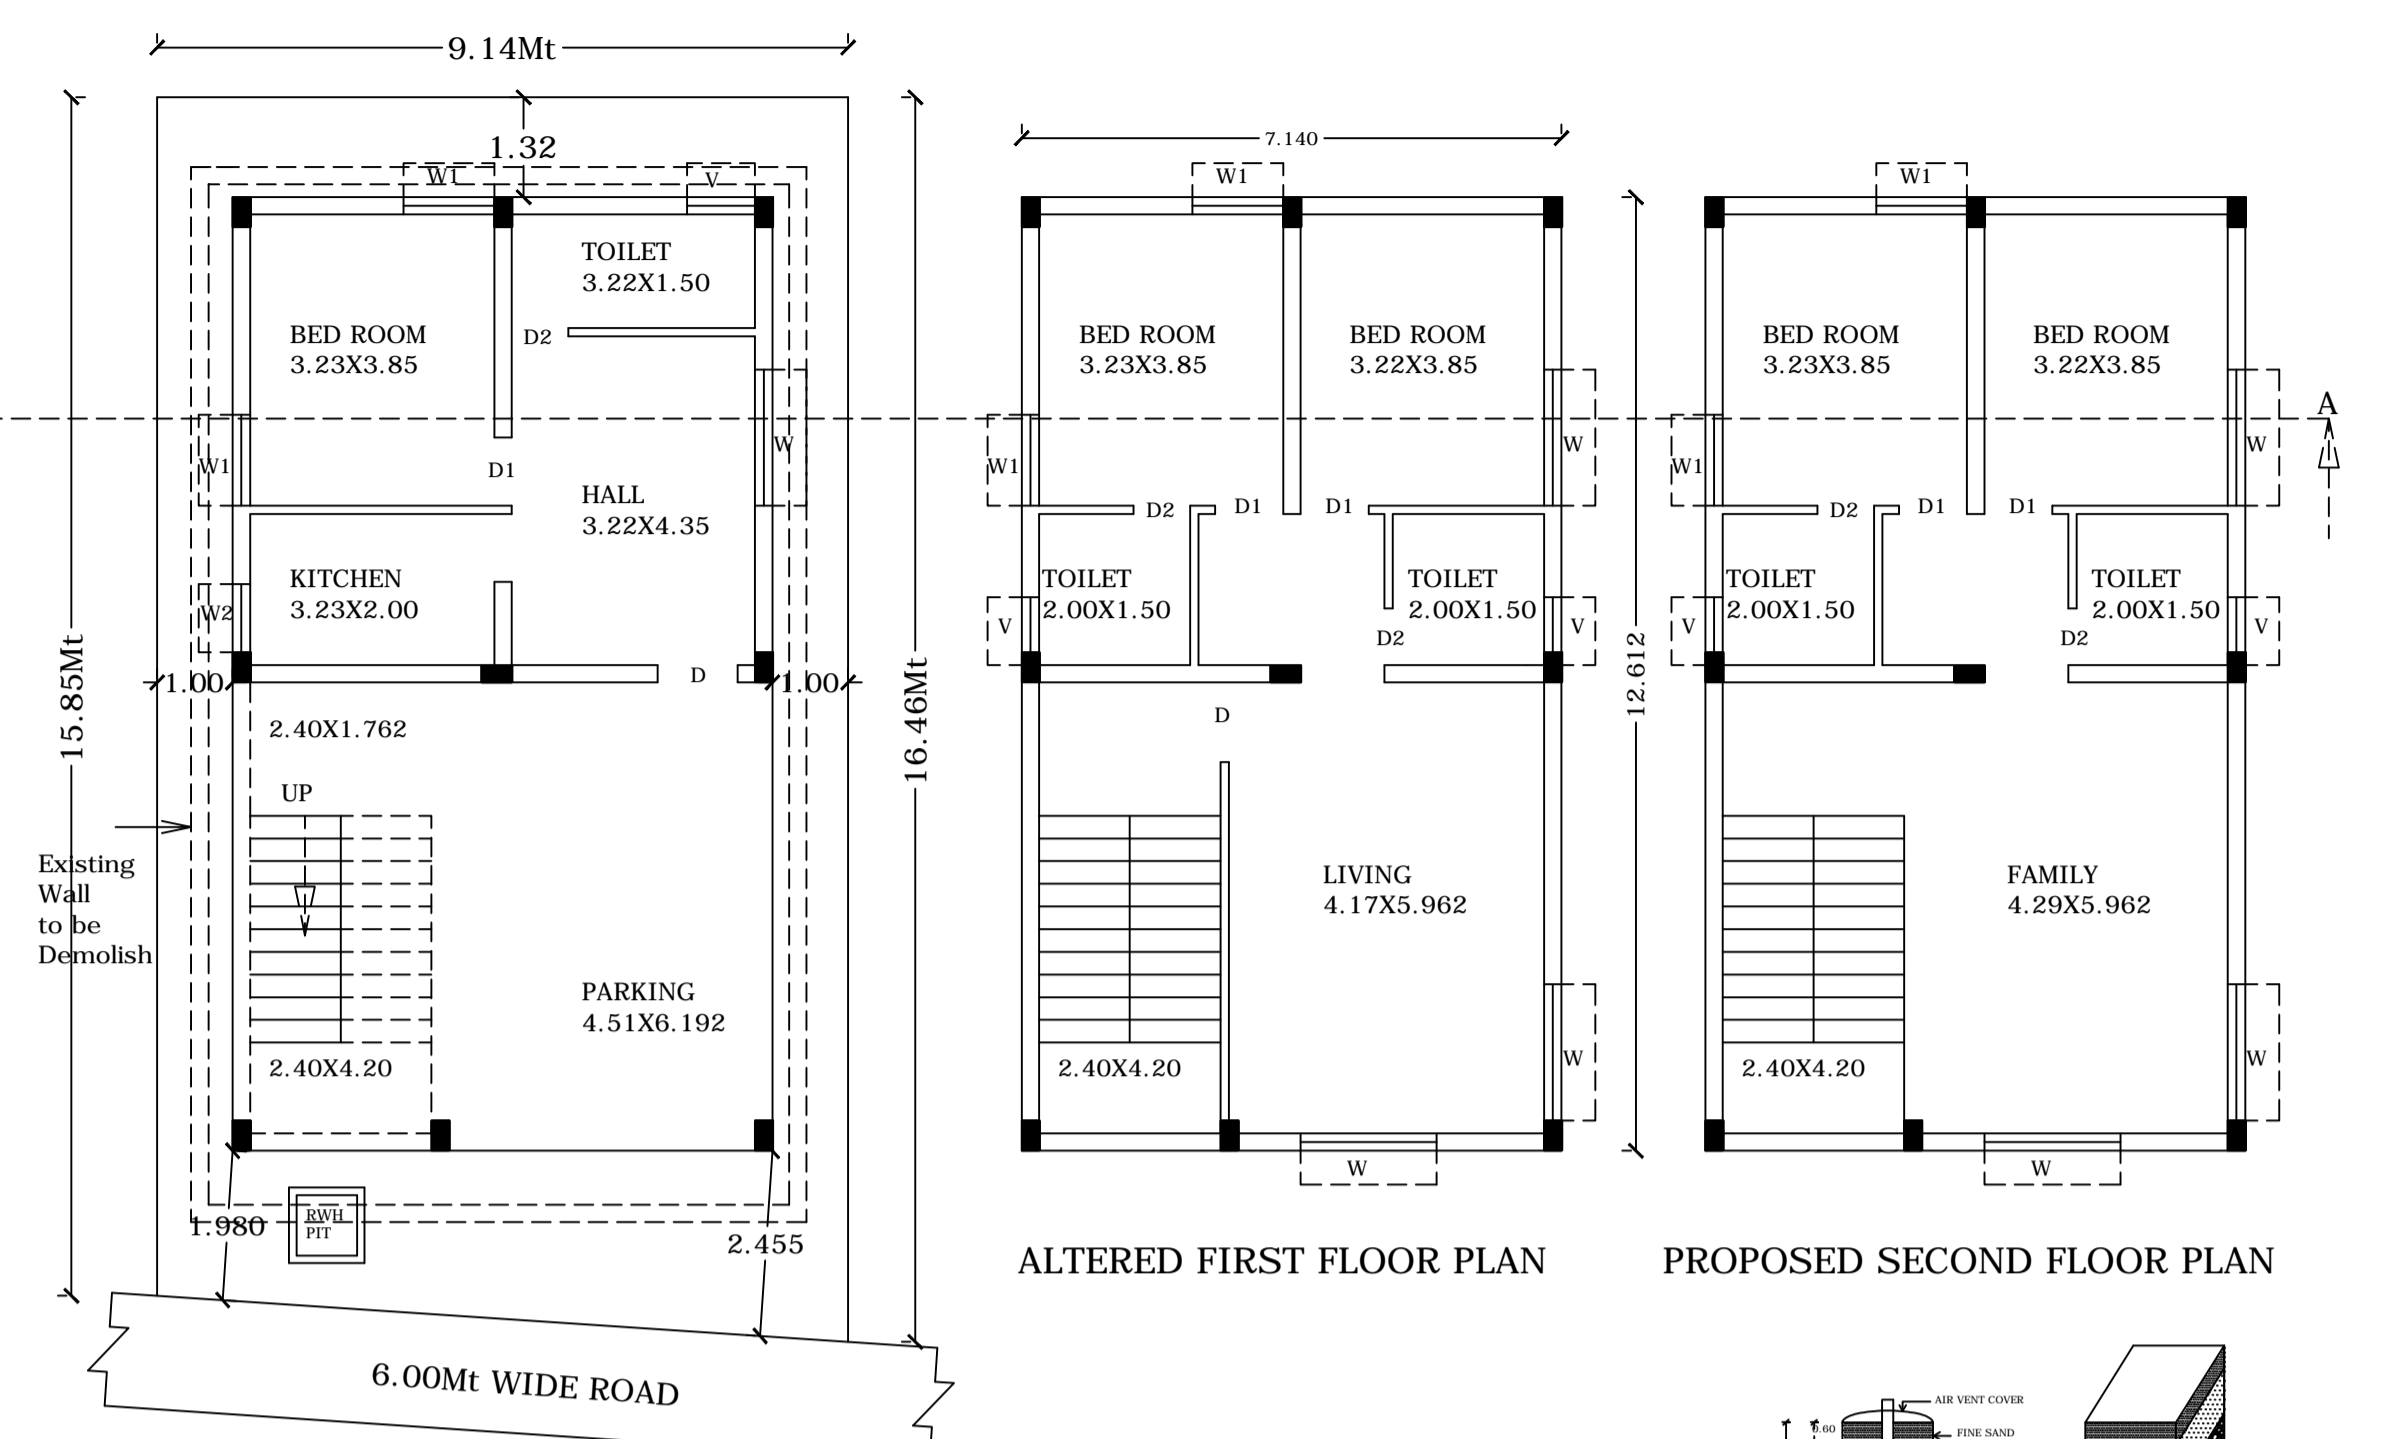 9.14Mt
1.32
W1
V
TOILET
3.22X1.50
BED ROOM
3.23X3.85
D2
W1
D1
W
HALL
3.22X4.35
KITCHEN
3.23X2.00
W2
D
1.00
1.00
15.85Mt
16.46Mt
2.40X1.762
UP
Existing
Wall
to be
Demolish
PARKING
4.51X6.192
2.40X4.20
RWH
PIT
1.980
2.455
6.00Mt WIDE ROAD
7.140
W1
BED ROOM
3.23X3.85
BED ROOM
3.22X3.85
W
W1
D2
D1
D1
TOILET
2.00X1.50
TOILET
2.00X1.50
V
V
D2
D
LIVING
4.17X5.962
2.40X4.20
W
W
ALTERED FIRST FLOOR PLAN
12.612
W1
BED ROOM
3.23X3.85
BED ROOM
3.22X3.85
A
W
W1
D2
D1
D1
TOILET
2.00X1.50
TOILET
2.00X1.50
V
V
D2
FAMILY
4.29X5.962
2.40X4.20
W
W
PROPOSED SECOND FLOOR PLAN
AIR VENT COVER
0.60
FINE SAND